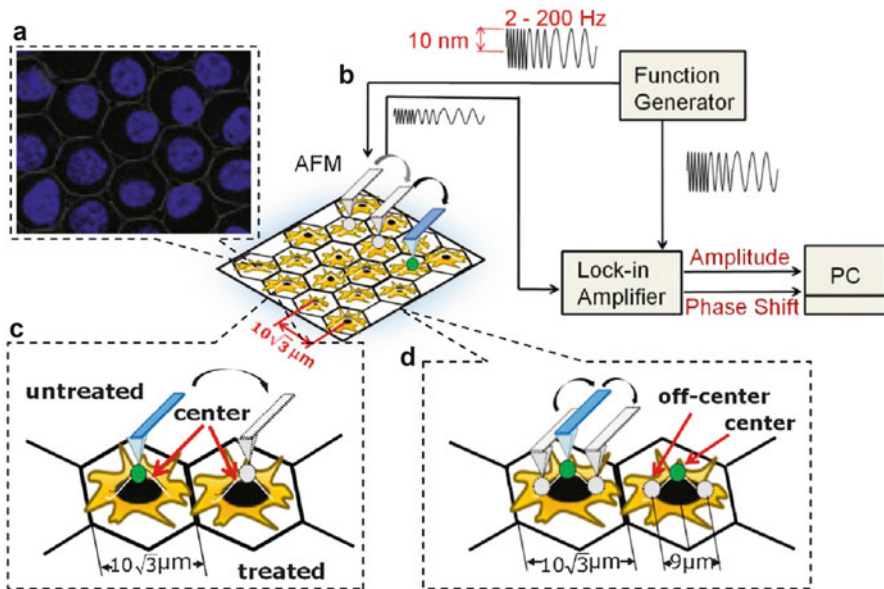 a
2 - 200 Hz
10 nm
b
Function
Generator
AFM
Lock-in
Amplifier
Amplitude
Phase Shift
PC
10√3 μm
c
untreated
center
10√3μm
treated
d
off-center
center
10√3μm
9μm